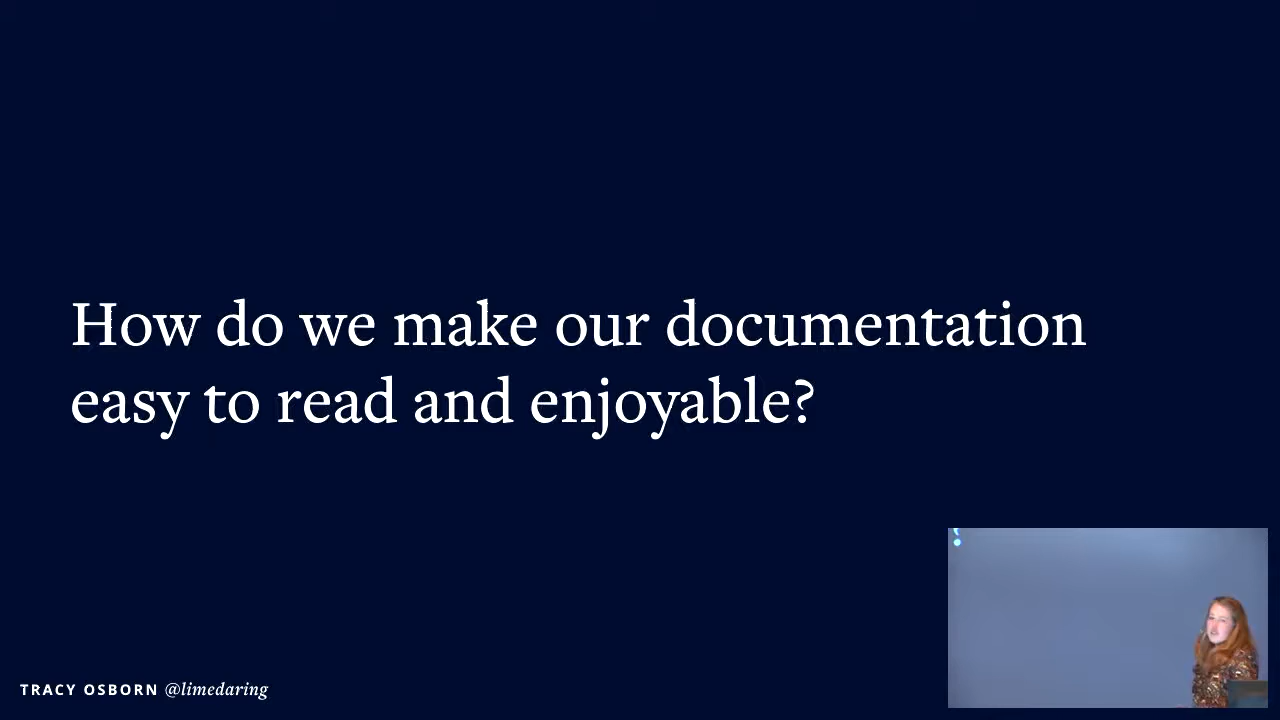 How do we make our documentation
easy to read and enjoyable?
TRACY OSBORN @limedaring